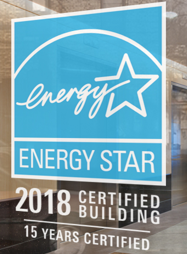 energy
ENERGY STAR
2018 CERTIFIED
BUILDING
15 YEARS CERTIFIED